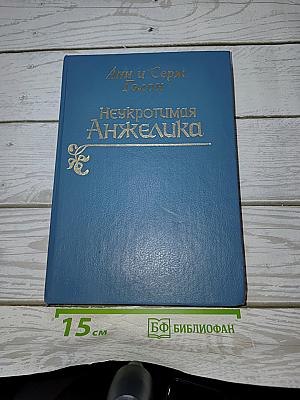 Анн и Серж
Голон
Неукротимая
Анжелика
15 см
БФ БИБЛИОФАН